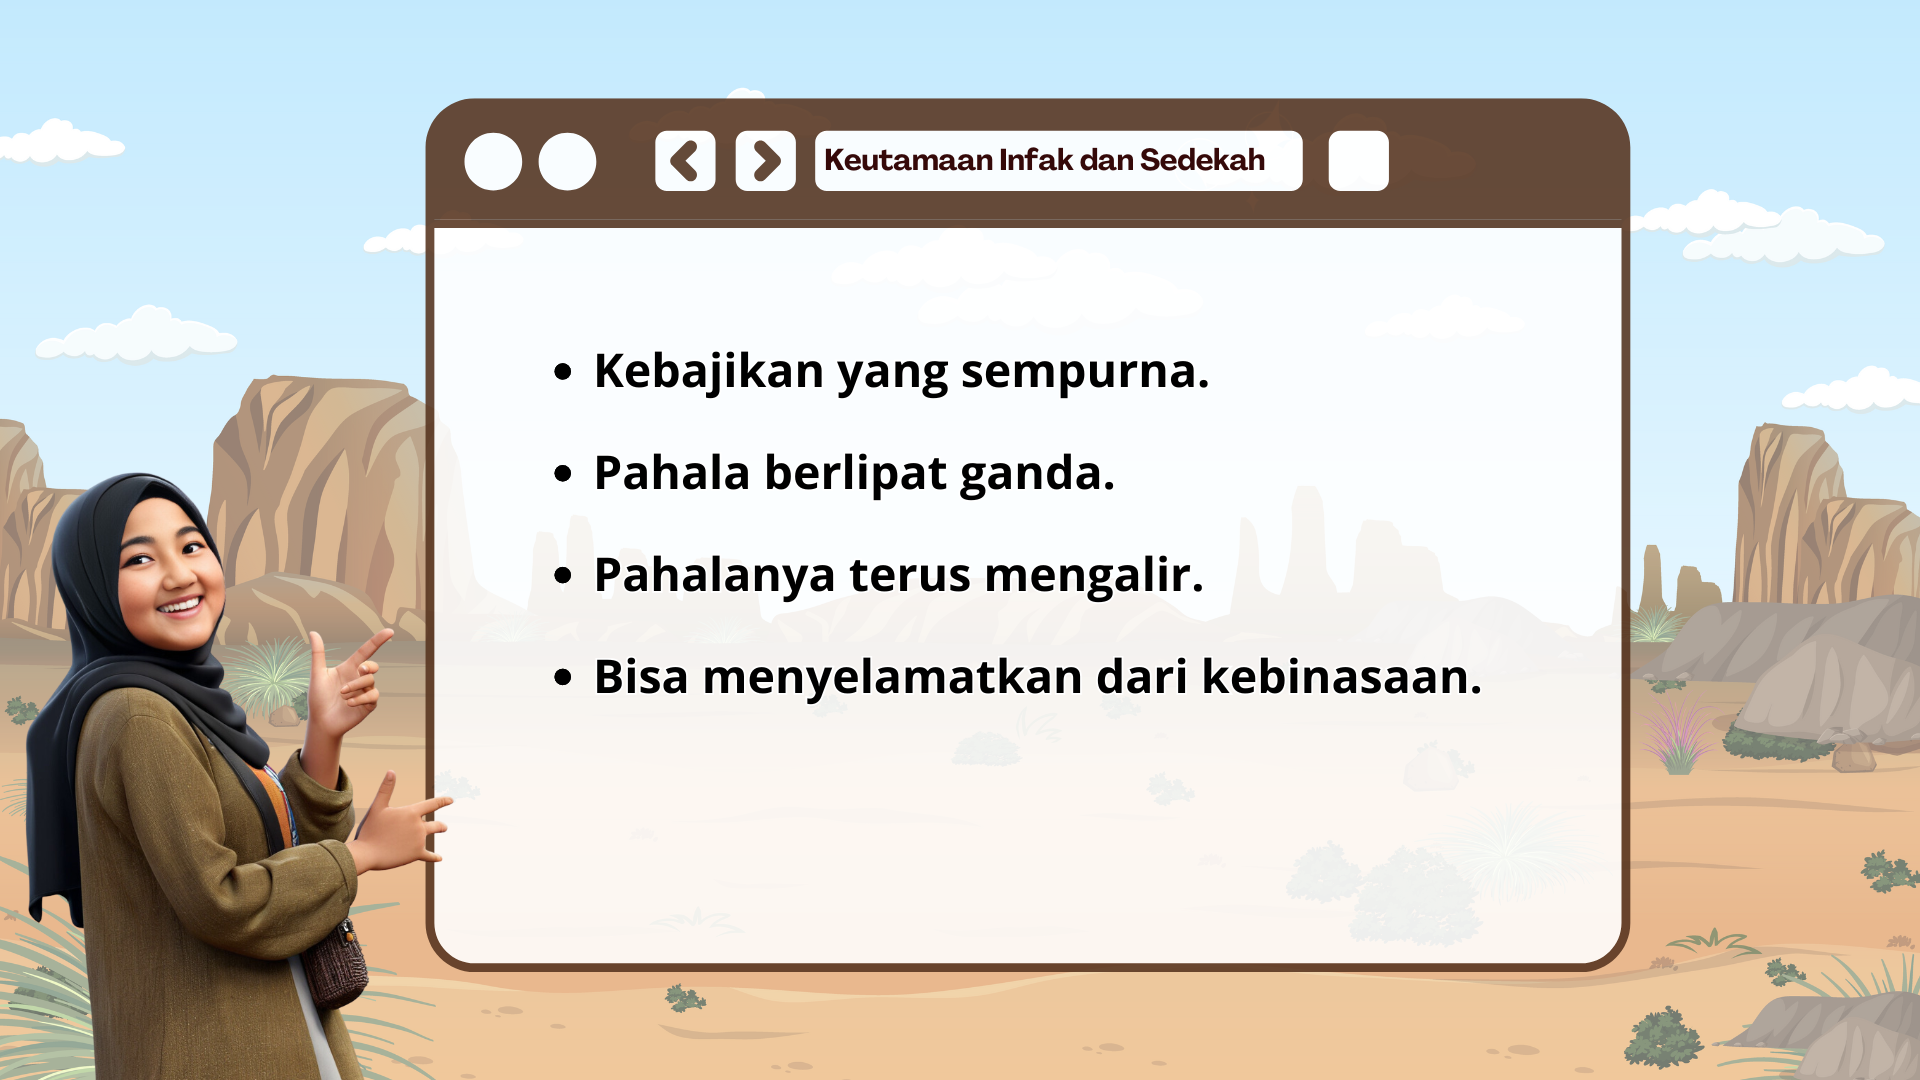 Keutamaan Infak dan Sedekah
• Kebajikan yang sempurna.
• Pahala berlipat ganda.
• Pahalanya terus mengalir.
• Bisa menyelamatkan dari kebinasaan.